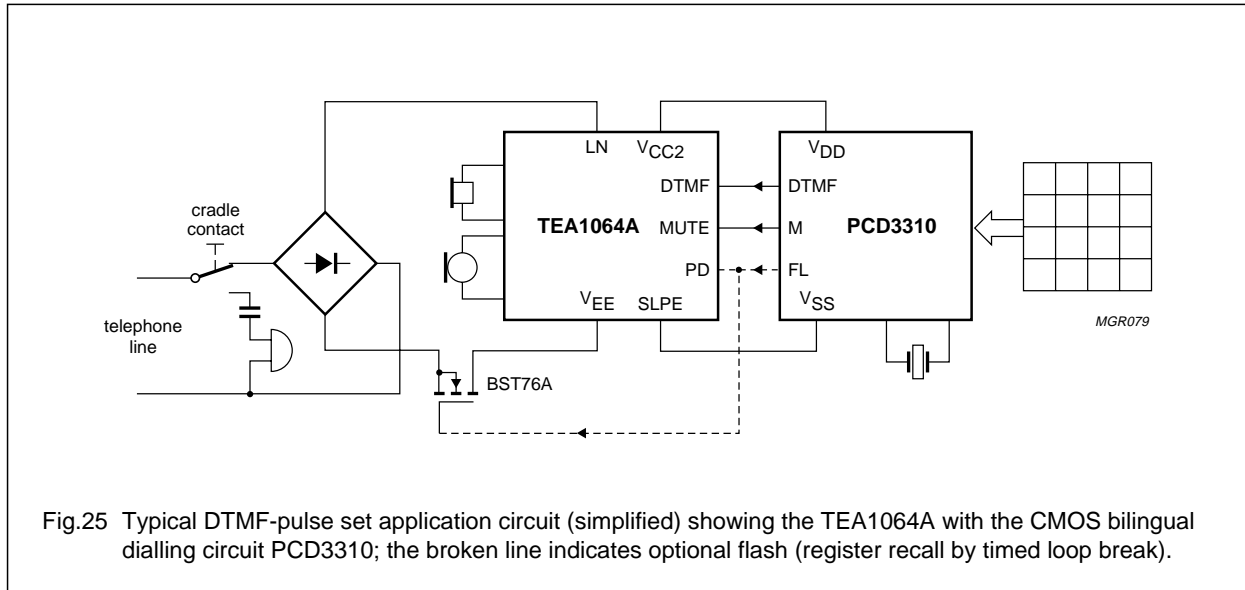 LN
VCC2
VDD
DTMF
DTMF
cradle
contact
TEA1064A
MUTE
M
PCD3310
PD
FL
VEE
SLPE
VSS
MGR079
telephone
line
BST76A
Fig.25 Typical DTMF-pulse set application circuit (simplified) showing the TEA1064A with the CMOS bilingual
dialling circuit PCD3310; the broken line indicates optional flash (register recall by timed loop break).